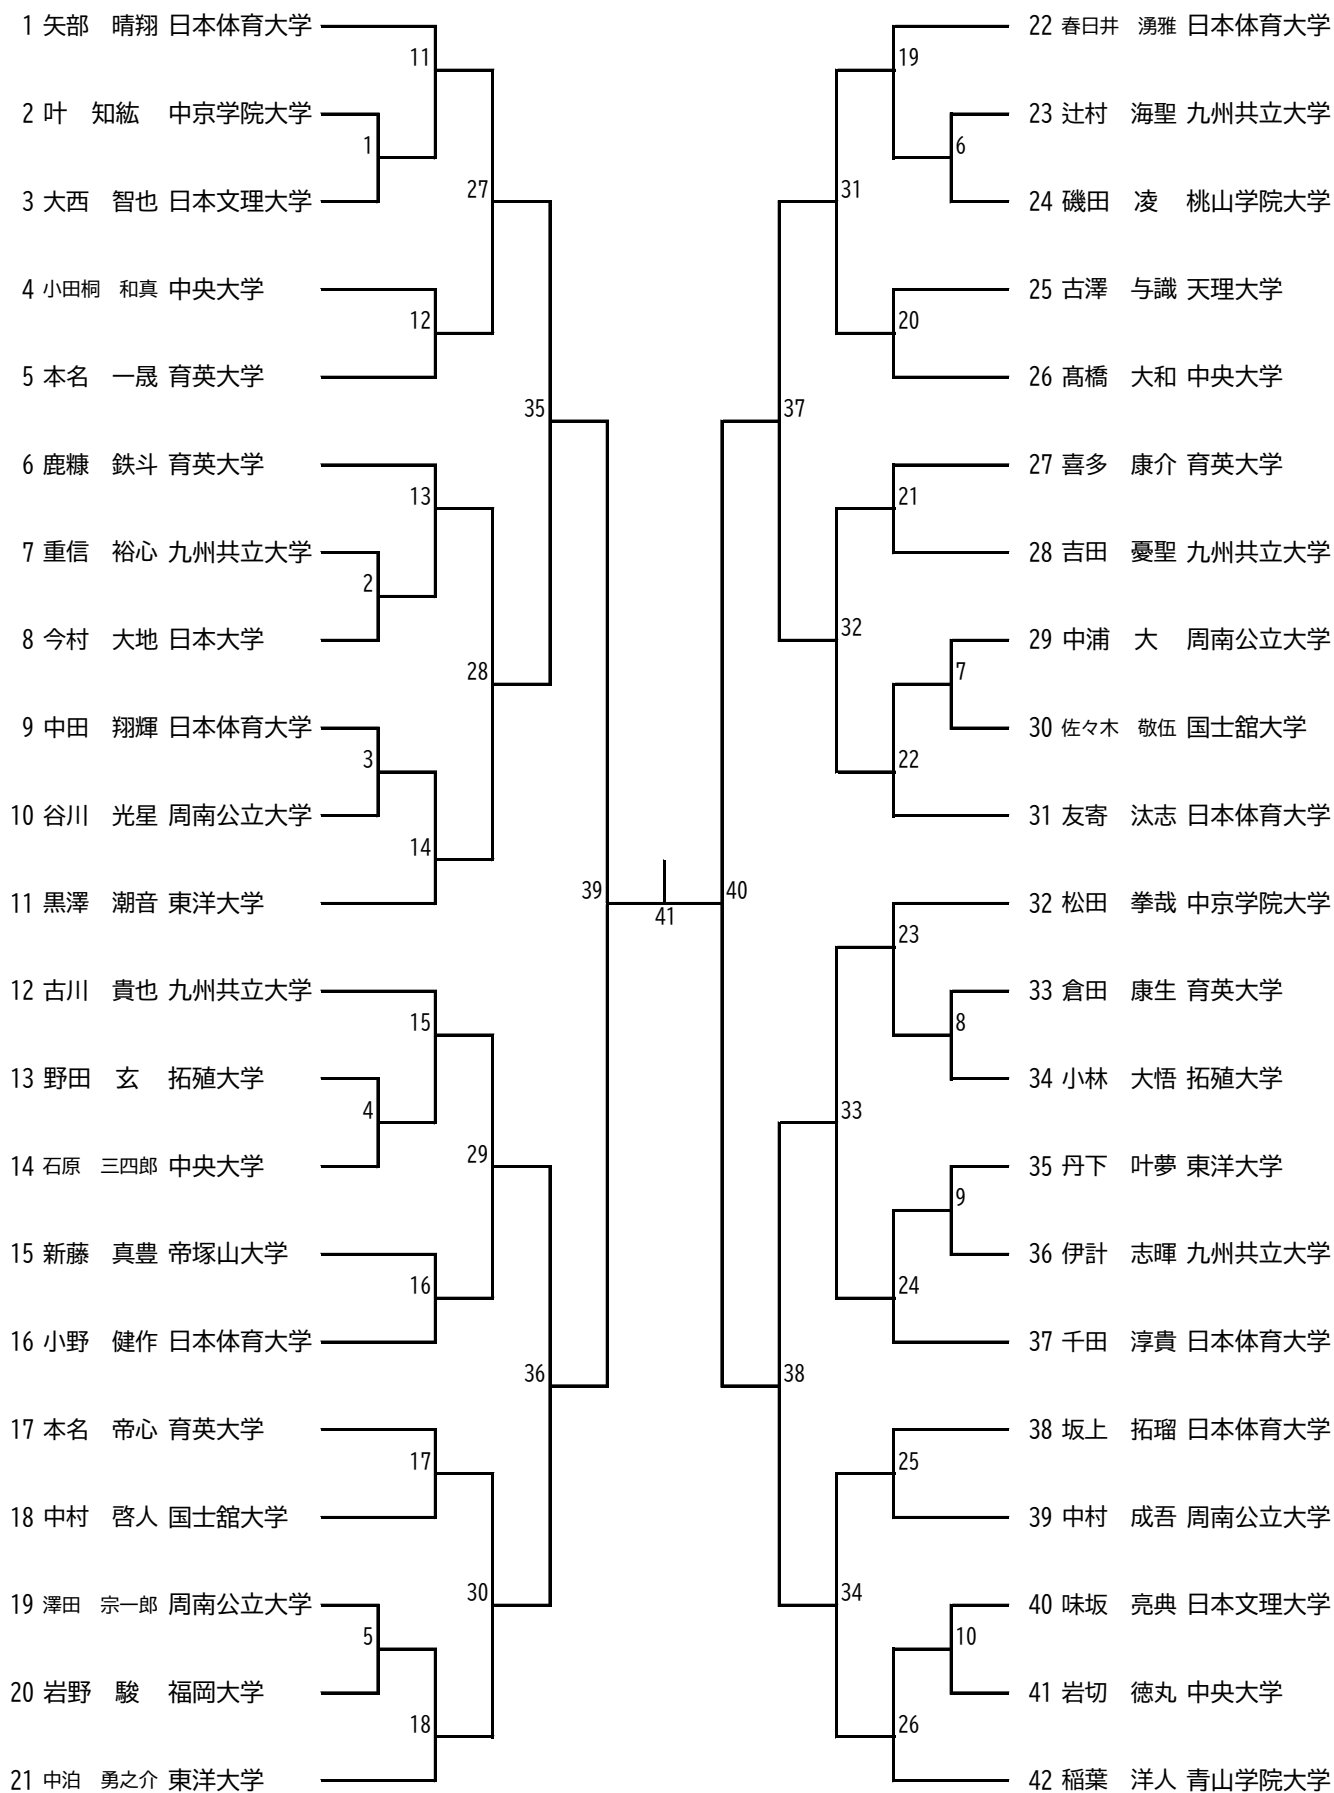 1 矢部　晴翔 日本体育大学
2 叶　知紘 中京学院大学
3 大西　智也 日本文理大学
4 小田桐　和真 中央大学
5 本名　一晟 育英大学
6 鹿糠　鉄斗 育英大学
7 重信　裕心 九州共立大学
8 今村　大地 日本大学
9 中田　翔輝 日本体育大学
10 谷川　光星 周南公立大学
11 黒澤　潮音 東洋大学
12 古川　貴也 九州共立大学
13 野田　玄 拓殖大学
14 石原　三四郎 中央大学
15 新藤　真豊 帝塚山大学
16 小野　健作 日本体育大学
17 本名　帝心 育英大学
18 中村　啓人 国士舘大学
19 澤田　宗一郎 周南公立大学
20 岩野　駿 福岡大学
21 中泊　勇之介 東洋大学
1
2
3
4
5
11
12
13
14
15
16
17
18
27
28
29
30
35
36
39
41
40
37
38
31
32
33
34
19
20
21
22
23
24
25
26
6
7
8
9
10
22 春日井　湧雅 日本体育大学
23 辻村　海聖 九州共立大学
24 磯田　凌 桃山学院大学
25 古澤　与識 天理大学
26 髙橋　大和 中央大学
27 喜多　康介 育英大学
28 吉田　憂聖 九州共立大学
29 中浦　大 周南公立大学
30 佐々木　敬伍 国士舘大学
31 友寄　汰志 日本体育大学
32 松田　拳哉 中京学院大学
33 倉田　康生 育英大学
34 小林　大悟 拓殖大学
35 丹下　叶夢 東洋大学
36 伊計　志暉 九州共立大学
37 千田　淳貴 日本体育大学
38 坂上　拓瑠 日本体育大学
39 中村　成吾 周南公立大学
40 味坂　亮典 日本文理大学
41 岩切　徳丸 中央大学
42 稲葉　洋人 青山学院大学